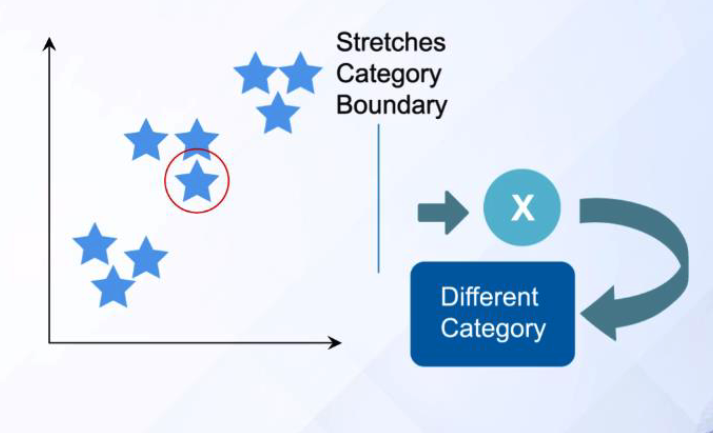 Stretches
Category
Boundary
X
Different
Category